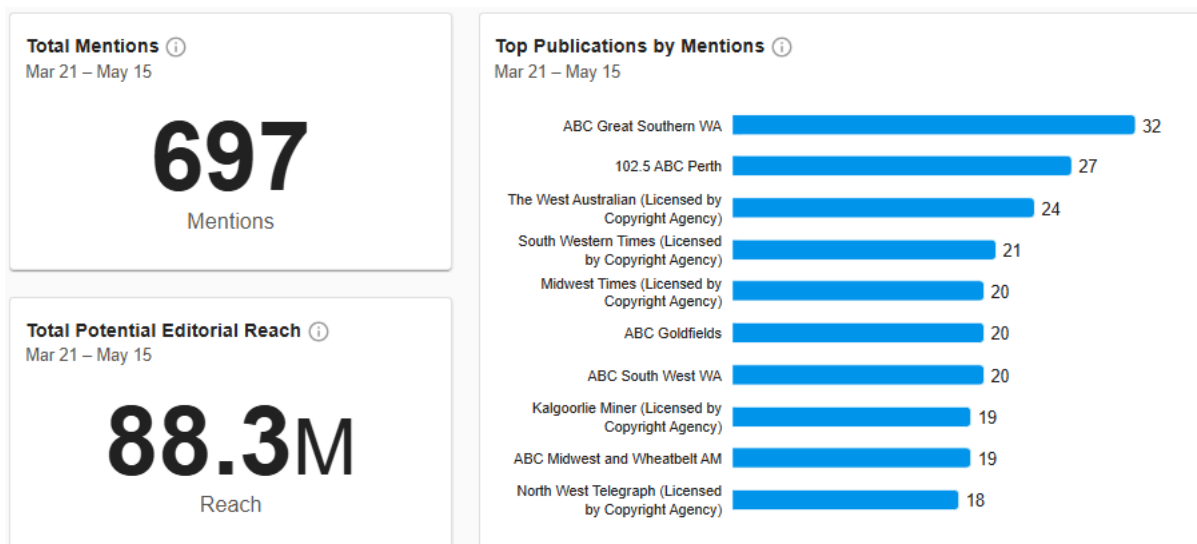 Total Mentions
Mar 21 – May 15
697
Mentions
Total Potential Editorial Reach
Mar 21 – May 15
88.3M
Reach
Top Publications by Mentions
Mar 21 – May 15
ABC Great Southern WA 32
102.5 ABC Perth 27
The West Australian (Licensed by
Copyright Agency) 24
South Western Times (Licensed
by Copyright Agency) 21
Midwest Times (Licensed by
Copyright Agency) 20
ABC Goldfields 20
ABC South West WA 20
Kalgoorlie Miner (Licensed by
Copyright Agency) 19
ABC Midwest and Wheatbelt AM 19
North West Telegraph (Licensed
by Copyright Agency) 18